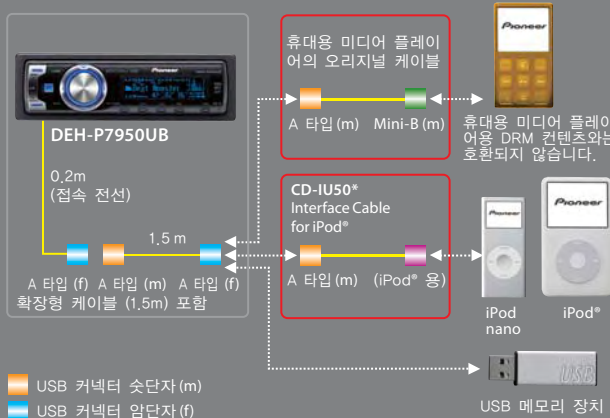 Pioneer
DEH-P7950UB
0.2m
(접속 전선)
1.5 m
A 타입 (f) A 타입 (m) A 타입 (f)
확장형 케이블 (1.5m) 포함
휴대용 미디어 플레이
어의 오리지널 케이블
A 타입 (m) Mini-B (m)
Pioneer
휴대용 미디어 플레이
어용 DRM 컨텐츠와는
호환되지 않습니다.
CD-IU50*
Interface Cable
for iPod®
A 타입 (m) (iPod® 용)
Pioneer
Pioneer
iPod
nano
iPod®
USB
USB 메모리 장치
USB 커넥터 숫단자 (m)
USB 커넥터 암단자 (f)